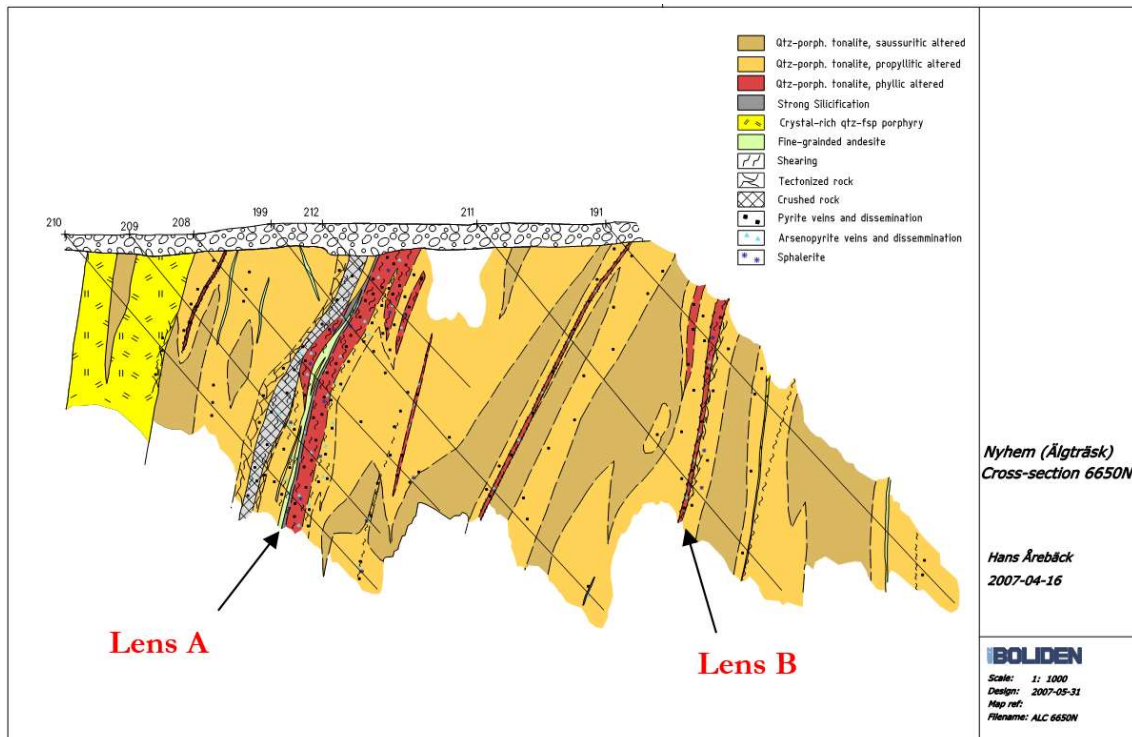 Qtz-porph. tonalite, saussuritic altered
Qtz-porph. tonalite, propyllitic altered
Qtz-porph. tonalite, phyllic altered
Strong Silicification
Crystal-rich qtz-fsp porphyry
Fine-grainded andesite
Shearing
Tectonized rock
Crushed rock
Pyrite veins and dissemination
Arsenopyrite veins and dissemmination
Sphalerite
210
209
208
199
212
211
191
Lens A
Lens B
Nyhem (Älgträsk)
Cross-section 6650N
Hans Årebäck
2007-04-16
BOLIDEN
Scale: 1: 1000
Design: 2007-05-31
Map ref:
Filename: ALC 6650N